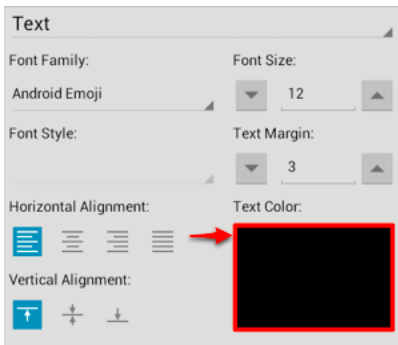 Text
Font Family:
Font Size:
Android Emoji
12
Font Style:
Text Margin:
3
Horizontal Alignment:
Text Color:
Vertical Alignment: